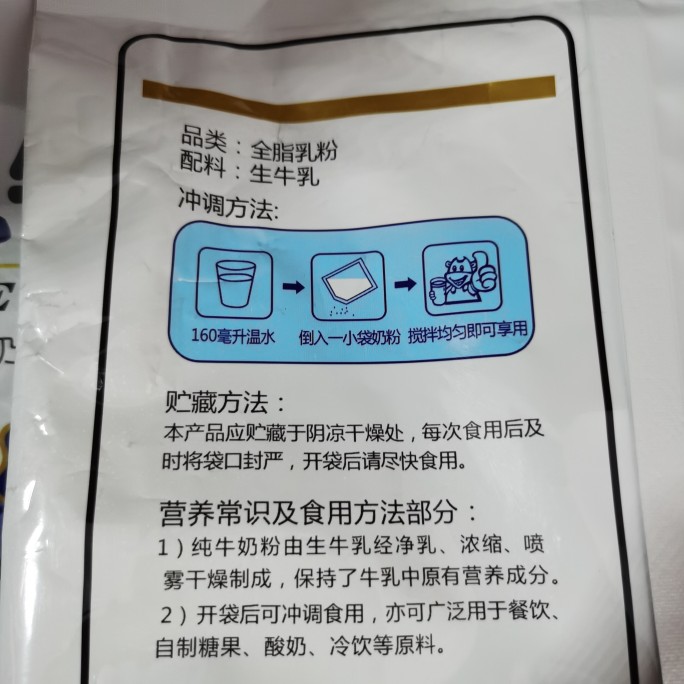 品类：全脂乳粉
配料：生牛乳
冲调方法:
160毫升温水 倒入一小袋奶粉 搅拌均匀即可享用
贮藏方法：
本产品应贮藏于阴凉干燥处，每次食用后及
时将袋口封严，开袋后请尽快食用。
营养常识及食用方法部分：
1）纯牛奶粉由生牛乳经净乳、浓缩、喷
雾干燥制成，保持了牛乳中原有营养成分。
2）开袋后可冲调食用，亦可广泛用于餐饮、
自制糖果、酸奶、冷饮等原料。